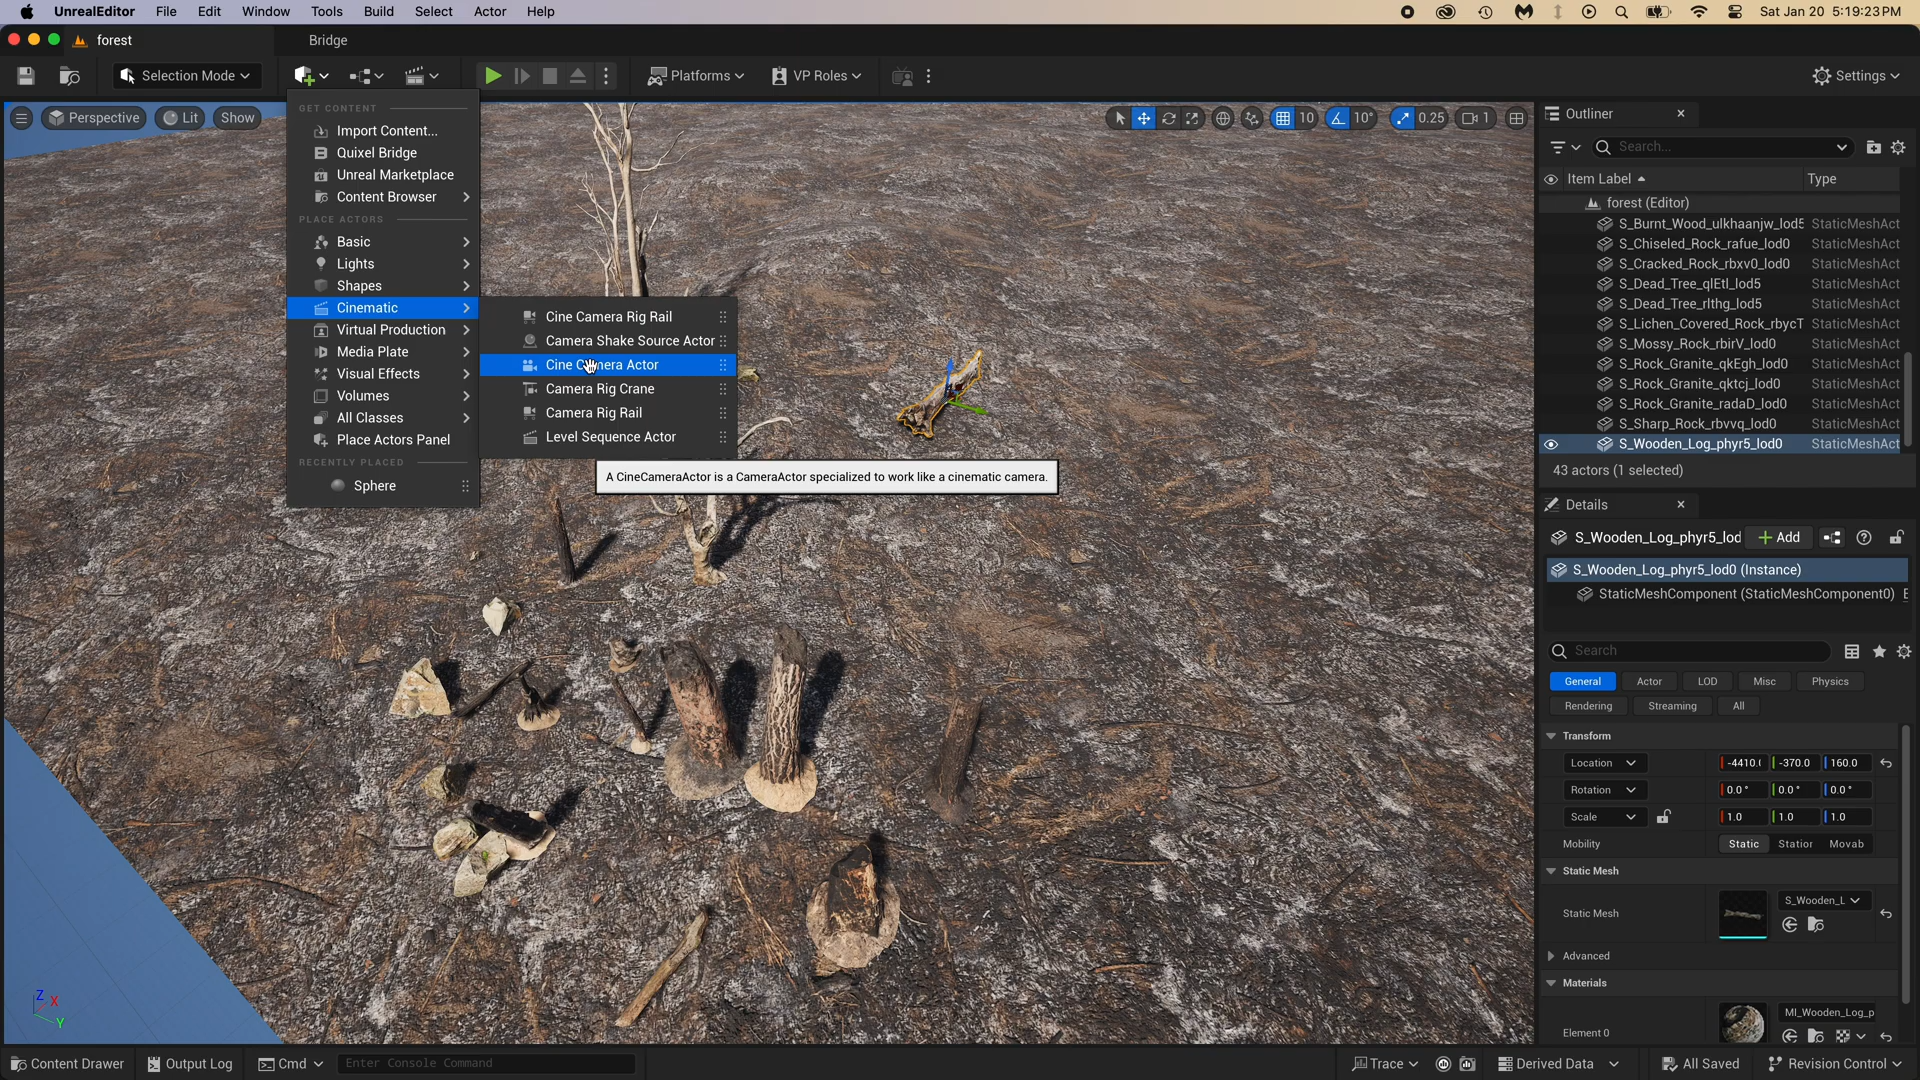 UnrealEditor File Edit Window Tools Build Select Actor Help Sat Jan 20 5:19:23 PM
forest Bridge
Selection Mode Platforms VP Roles Settings
Perspective Lit Show 10 10° 0.25 1
GET CONTENT
Import Content...
Quixel Bridge
Unreal Marketplace
Content Browser
PLACE ACTORS
Basic
Lights
Shapes
Cinematic
Virtual Production
Media Plate
Visual Effects
Volumes
All Classes
Place Actors Panel
RECENTLY PLACED
Sphere
Cine Camera Rig Rail
Camera Shake Source Actor
Cine Camera Actor
Camera Rig Crane
Camera Rig Rail
Level Sequence Actor
A CineCameraActor is a CameraActor specialized to work like a cinematic camera.
Outliner
Search...
Item Label Type
forest (Editor)
S_Burnt_Wood_ulkhaanjw_lod5 StaticMeshAct
S_Chiseled_Rock_rafue_lod0 StaticMeshAct
S_Cracked_Rock_rbxv0_lod0 StaticMeshAct
S_Dead_Tree_qlEtl_lod5 StaticMeshAct
S_Dead_Tree_rlthg_lod5 StaticMeshAct
S_Lichen_Covered_Rock_rbycT StaticMeshAct
S_Mossy_Rock_rbirV_lod0 StaticMeshAct
S_Rock_Granite_qkEgh_lod0 StaticMeshAct
S_Rock_Granite_qktcj_lod0 StaticMeshAct
S_Rock_Granite_radaD_lod0 StaticMeshAct
S_Sharp_Rock_rbvvq_lod0 StaticMeshAct
S_Wooden_Log_phyr5_lod0 StaticMeshAct
43 actors (1 selected)
Details
S_Wooden_Log_phyr5_lod Add
S_Wooden_Log_phyr5_lod0 (Instance)
StaticMeshComponent (StaticMeshComponent0) E
Search
General Actor LOD Misc Physics
Rendering Streaming All
Transform
Location -4410.( -370.0 160.0
Rotation 0.0° 0.0° 0.0°
Scale 1.0 1.0 1.0
Mobility Static Station Movab
Static Mesh
Static Mesh S_Wooden_L
Advanced
Materials
Element 0 MI_Wooden_Log_p
Z X Y
Content Drawer Output Log Cmd Enter Console Command Trace Derived Data All Saved Revision Control